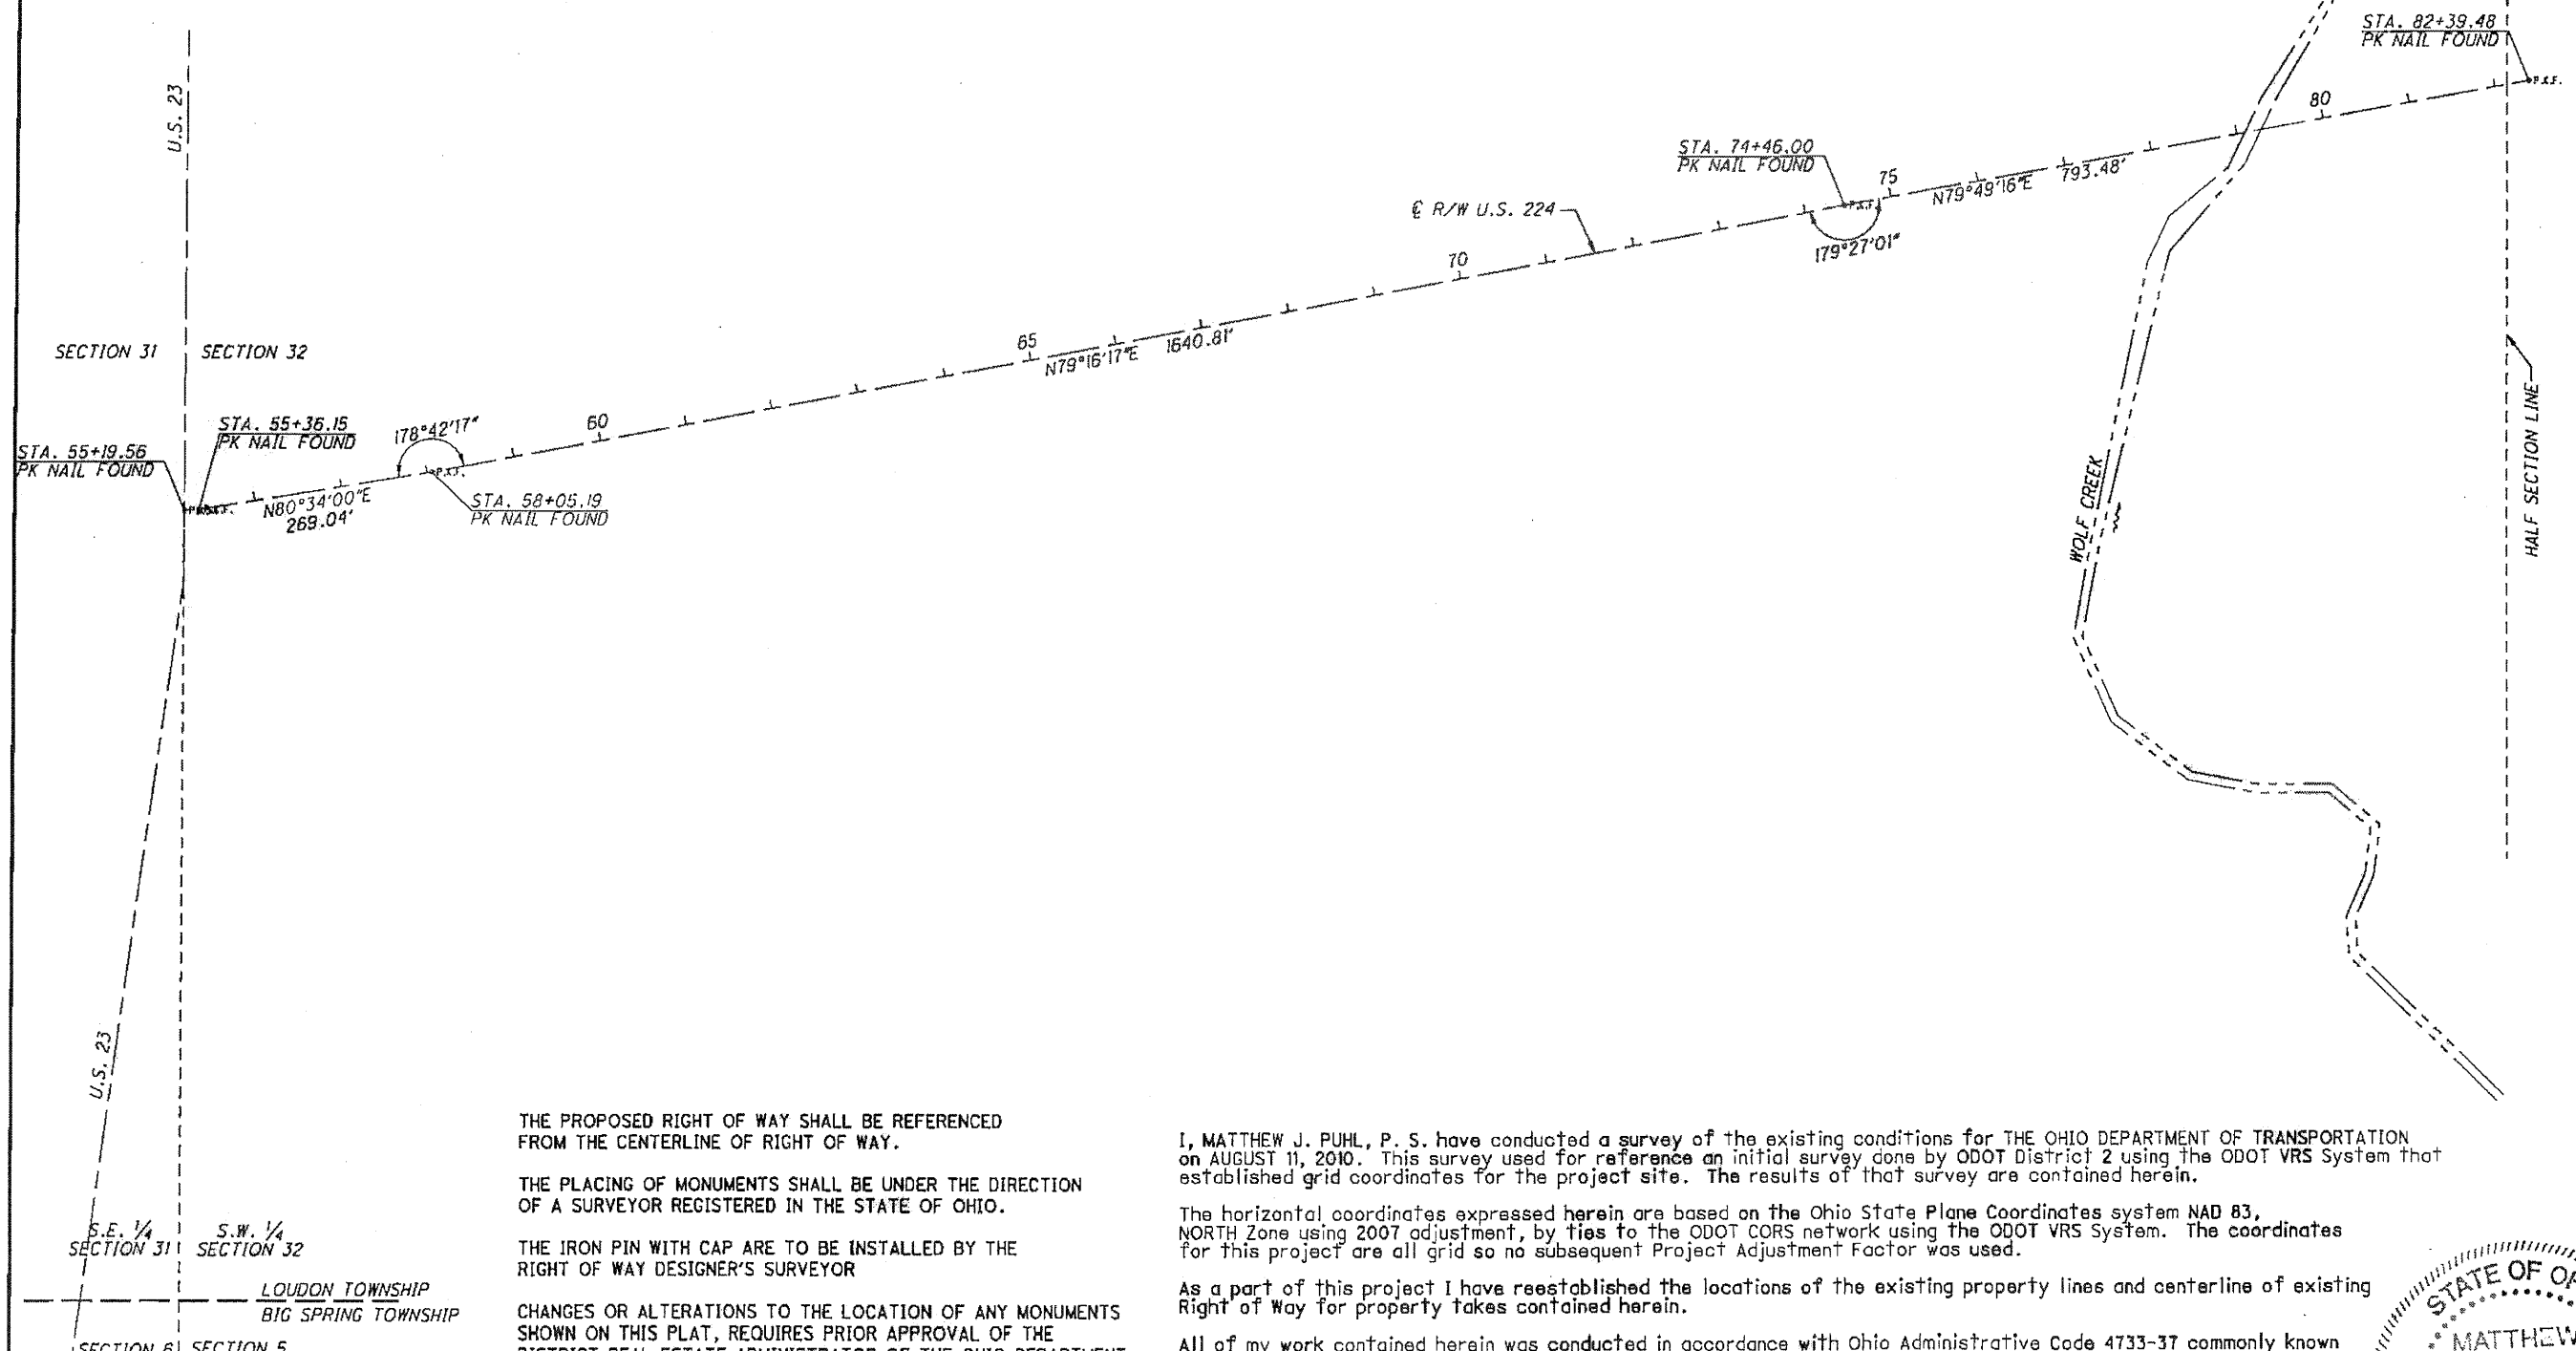 STA. 82+39.48
PK NAIL FOUND
P.K.F.
U.S. 23
80
STA. 74+46.00
PK NAIL FOUND
75
N79°49'16"E 793.48'
P.K.F.
℄ R/W U.S. 224
179°27'01"
70
65
N79°16'17"E 1640.81'
SECTION 31
SECTION 32
HALF SECTION LINE
STA. 55+36.15
PK NAIL FOUND
178°42'17"
60
STA. 55+19.56
PK NAIL FOUND
P.K.F.
N80°34'00"E
269.04'
STA. 58+05.19
PK NAIL FOUND
WOLF CREEK
U.S. 23
THE PROPOSED RIGHT OF WAY SHALL BE REFERENCED
FROM THE CENTERLINE OF RIGHT OF WAY.
THE PLACING OF MONUMENTS SHALL BE UNDER THE DIRECTION
OF A SURVEYOR REGISTERED IN THE STATE OF OHIO.
THE IRON PIN WITH CAP ARE TO BE INSTALLED BY THE
RIGHT OF WAY DESIGNER'S SURVEYOR
CHANGES OR ALTERATIONS TO THE LOCATION OF ANY MONUMENTS
SHOWN ON THIS PLAT, REQUIRES PRIOR APPROVAL OF THE
DISTRICT REAL ESTATE ADMINISTRATOR OF THE OHIO DEPARTMENT
I, MATTHEW J. PUHL, P. S. have conducted a survey of the existing conditions for THE OHIO DEPARTMENT OF TRANSPORTATION
on AUGUST 11, 2010. This survey used for reference an initial survey done by ODOT District 2 using the ODOT VRS System that
established grid coordinates for the project site. The results of that survey are contained herein.
The horizontal coordinates expressed herein are based on the Ohio State Plane Coordinates system NAD 83,
NORTH Zone using 2007 adjustment, by ties to the ODOT CORS network using the ODOT VRS System. The coordinates
for this project are all grid so no subsequent Project Adjustment Factor was used.
As a part of this project I have reestablished the locations of the existing property lines and centerline of existing
Right of Way for property takes contained herein.
All of my work contained herein was conducted in accordance with Ohio Administrative Code 4733-37 commonly known
S.E. 1/4
SECTION 31
S.W. 1/4
SECTION 32
LOUDON TOWNSHIP
BIG SPRING TOWNSHIP
SECTION 6
SECTION 5
STATE OF
MATTHEW